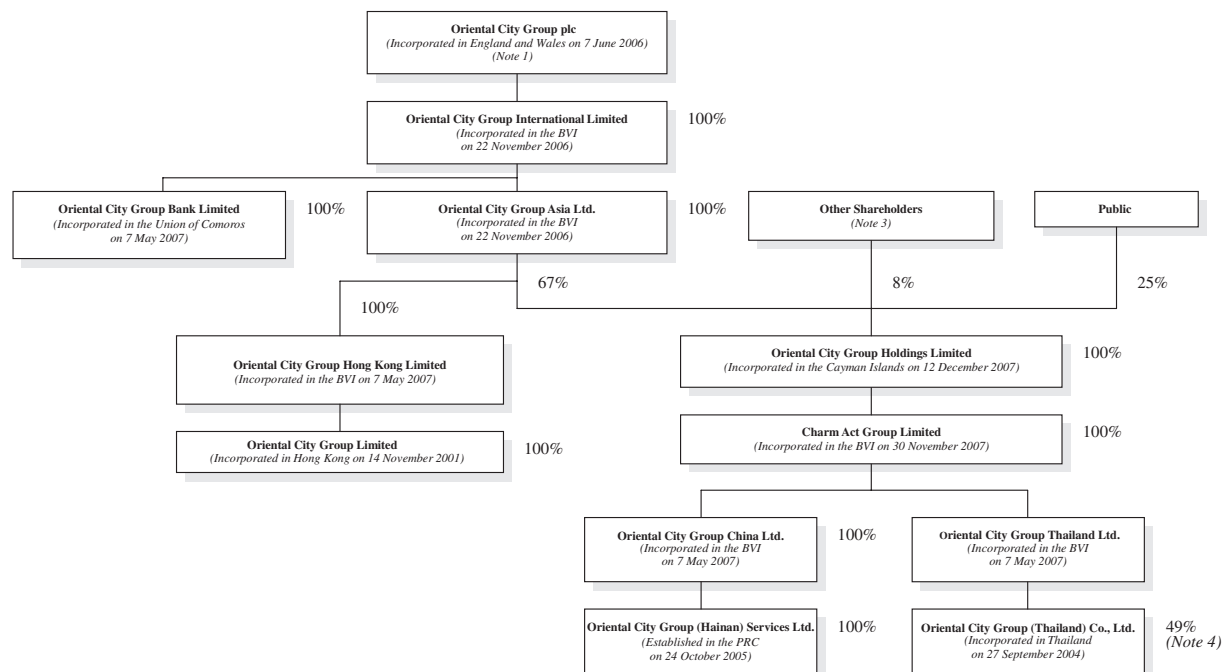 Oriental City Group plc
(Incorporated in England and Wales on 7 June 2006)
(Note 1)
Oriental City Group International Limited
(Incorporated in the BVI
on 22 November 2006)
100%
Oriental City Group Bank Limited
(Incorporated in the Union of Comoros
on 7 May 2007)
100%
Oriental City Group Asia Ltd.
(Incorporated in the BVI
on 22 November 2006)
100%
Other Shareholders
(Note 3)
Public
67%
8%
25%
100%
Oriental City Group Hong Kong Limited
(Incorporated in the BVI on 7 May 2007)
Oriental City Group Holdings Limited
(Incorporated in the Cayman Islands on 12 December 2007)
100%
Oriental City Group Limited
(Incorporated in Hong Kong on 14 November 2001)
100%
Charm Act Group Limited
(Incorporated in the BVI on 30 November 2007)
100%
Oriental City Group China Ltd.
(Incorporated in the BVI
on 7 May 2007)
100%
Oriental City Group Thailand Ltd.
(Incorporated in the BVI
on 7 May 2007)
Oriental City Group (Hainan) Services Ltd.
(Established in the PRC
on 24 October 2005)
100%
Oriental City Group (Thailand) Co., Ltd.
(Incorporated in Thailand
on 27 September 2004)
49%
(Note 4)